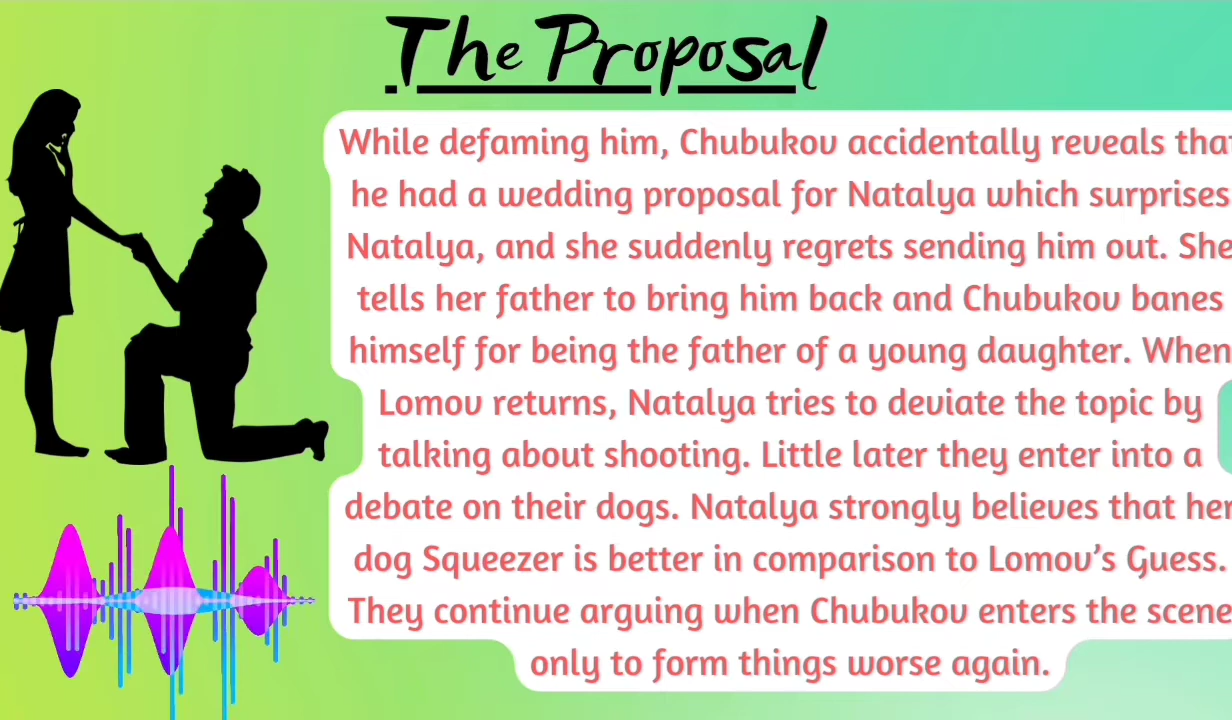 The Proposal
While defaming him, Chubukov accidentally reveals that
he had a wedding proposal for Natalya which surprises
Natalya, and she suddenly regrets sending him out. She
tells her father to bring him back and Chubukov banes
himself for being the father of a young daughter. When
Lomov returns, Natalya tries to deviate the topic by
talking about shooting. Little later they enter into a
debate on their dogs. Natalya strongly believes that her
dog Squeezer is better in comparison to Lomov's Guess.
They continue arguing when Chubukov enters the scene
only to form things worse again.